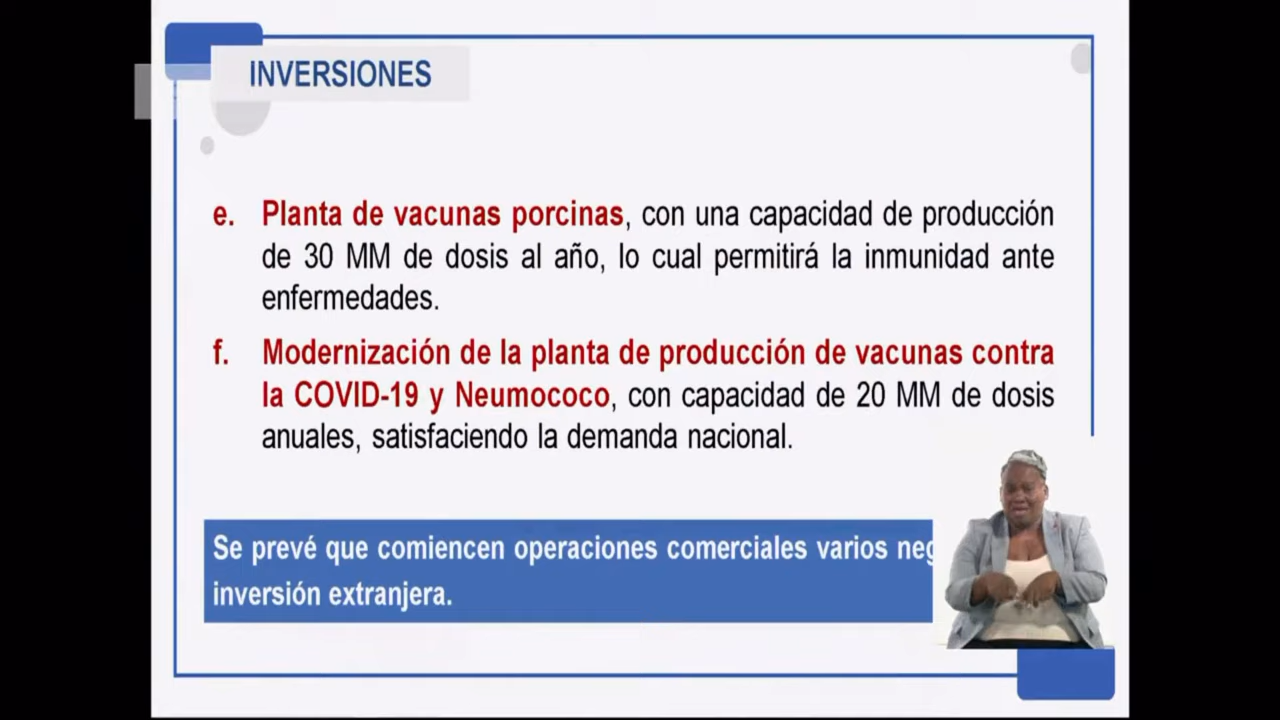 INVERSIONES
e. Planta de vacunas porcinas, con una capacidad de producción
de 30 MM de dosis al año, lo cual permitirá la inmunidad ante
enfermedades.
f. Modernización de la planta de producción de vacunas contra
la COVID-19 y Neumococo, con capacidad de 20 MM de dosis
anuales, satisfaciendo la demanda nacional.
Se prevé que comiencen operaciones comerciales varios
inversión extranjera.